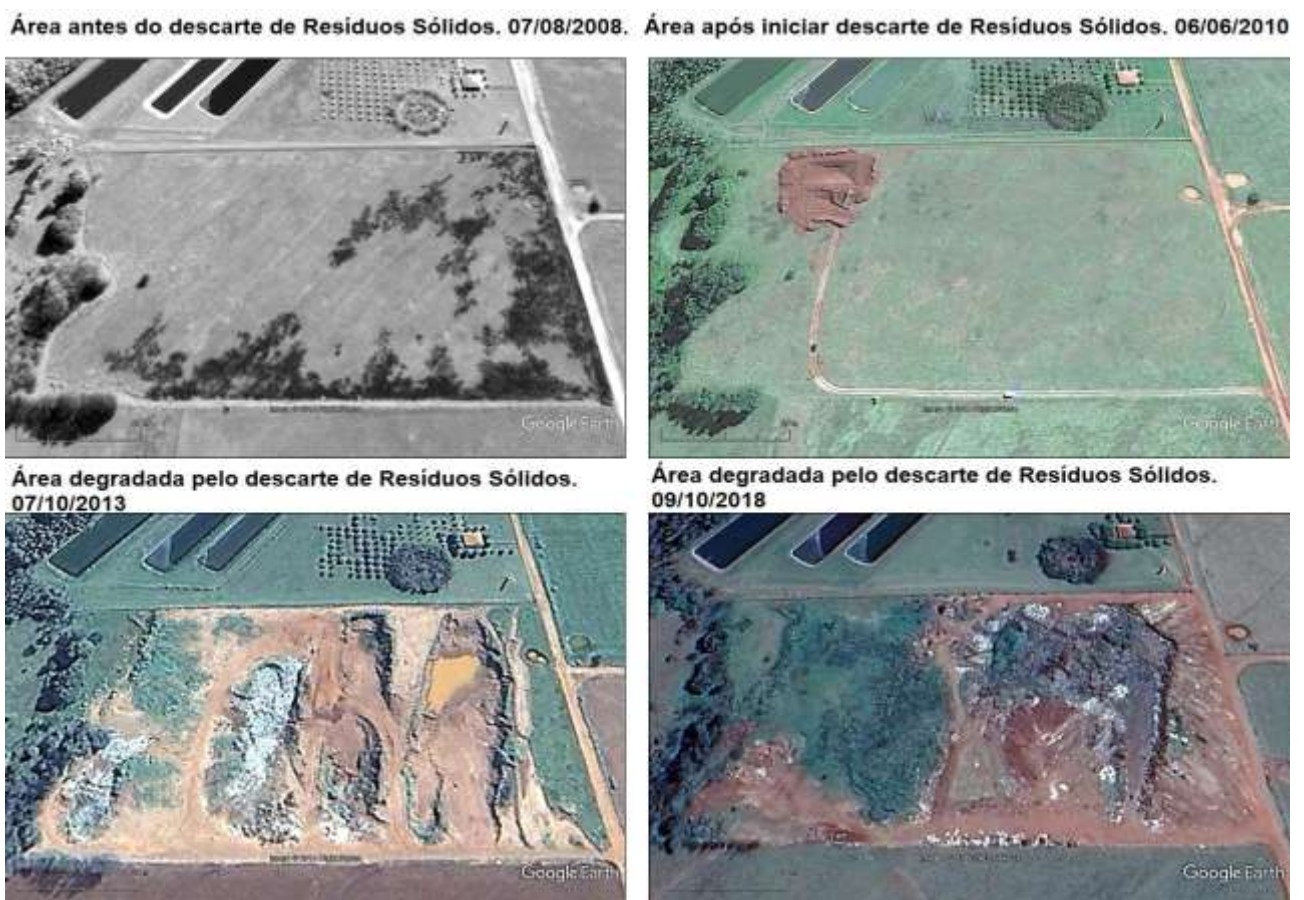 Área antes do descarte de Resíduos Sólidos. 07/08/2008.
Área após iniciar descarte de Resíduos Sólidos. 06/06/2010
Google Earth
Google Earth
Área degradada pelo descarte de Resíduos Sólidos.
07/10/2013
Área degradada pelo descarte de Resíduos Sólidos.
09/10/2018
Google Earth
Google Earth